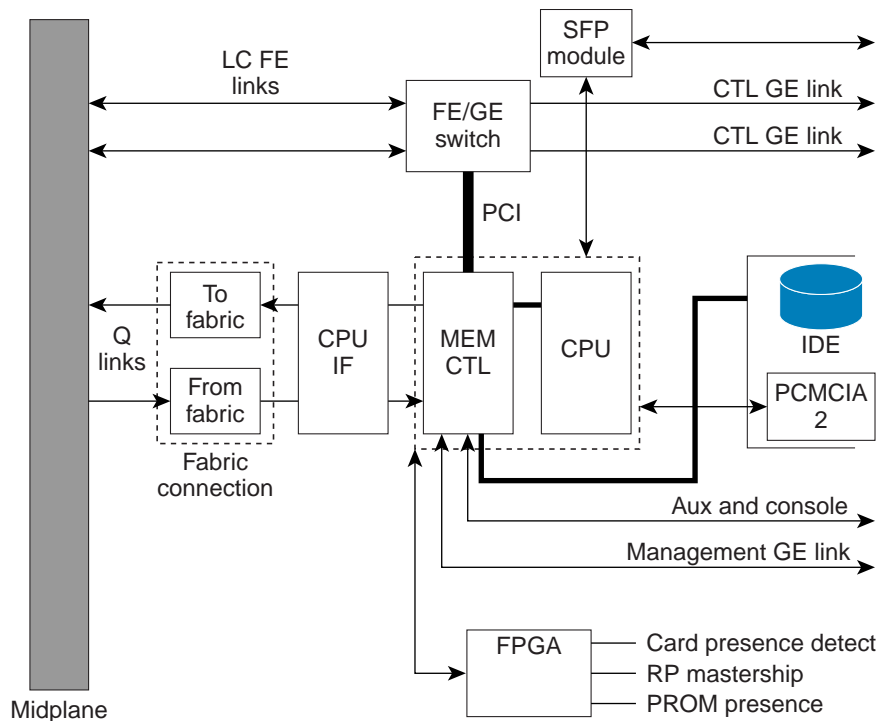 SFP
module
LC FE
links
CTL GE link
FE/GE
switch
CTL GE link
PCI
To
fabric
Q
links
From
fabric
Fabric
connection
CPU
IF
MEM
CTL
CPU
IDE
PCMCIA
2
Aux and console
Management GE link
FPGA
Card presence detect
RP mastership
PROM presence
Midplane